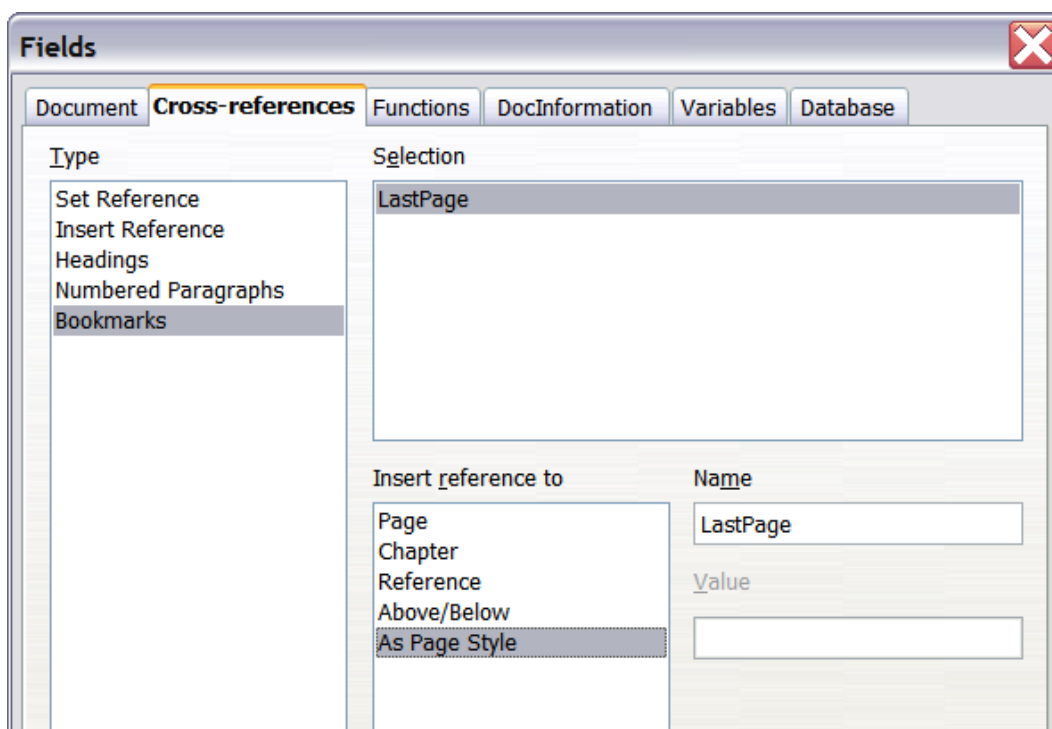 Fields
Document Cross-references Functions DocInformation Variables Database
Type
Set Reference
Insert Reference
Headings
Numbered Paragraphs
Bookmarks
Selection
LastPage
Insert reference to
Page
Chapter
Reference
Above/Below
As Page Style
Name
LastPage
Value